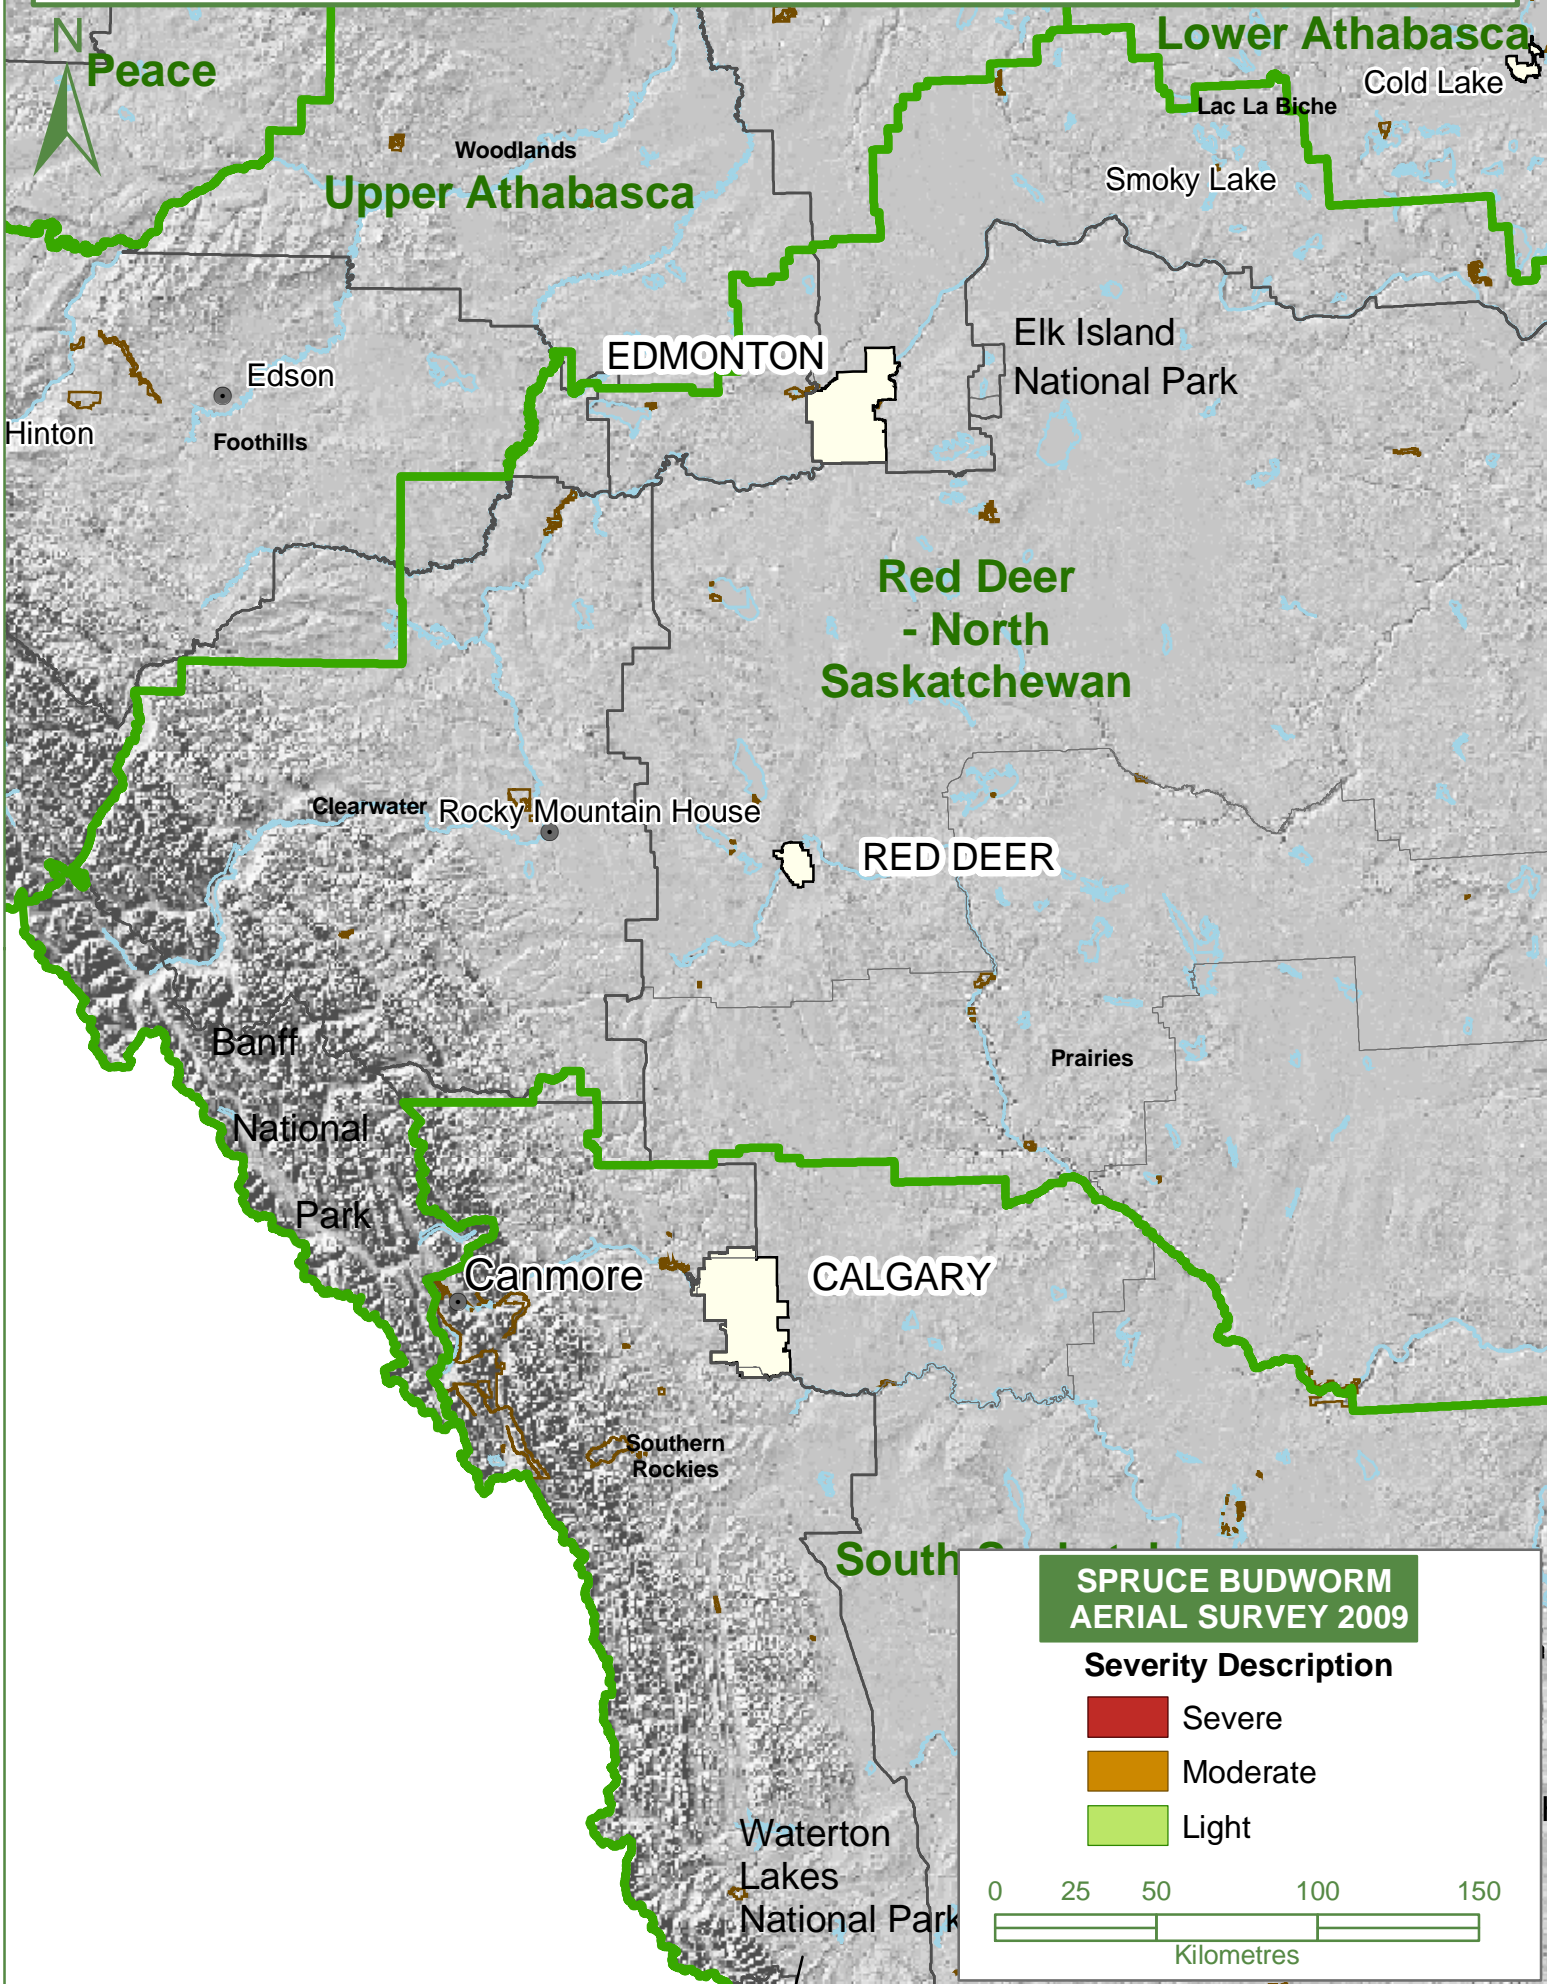 N
Peace
Lower Athabasca
Cold Lake
Lac La Biche
Woodlands
Upper Athabasca
Smoky Lake
EDMONTON
Elk Island
National Park
Edson
Hinton
Foothills
Red Deer
- North
Saskatchewan
Clearwater
Rocky Mountain House
RED DEER
Banff
National
Park
Prairies
Canmore
CALGARY
Southern
Rockies
South
SPRUCE BUDWORM
AERIAL SURVEY 2009
Severity Description
Severe
Moderate
Light
Waterton
Lakes
National Park
0 25 50 100 150
Kilometres